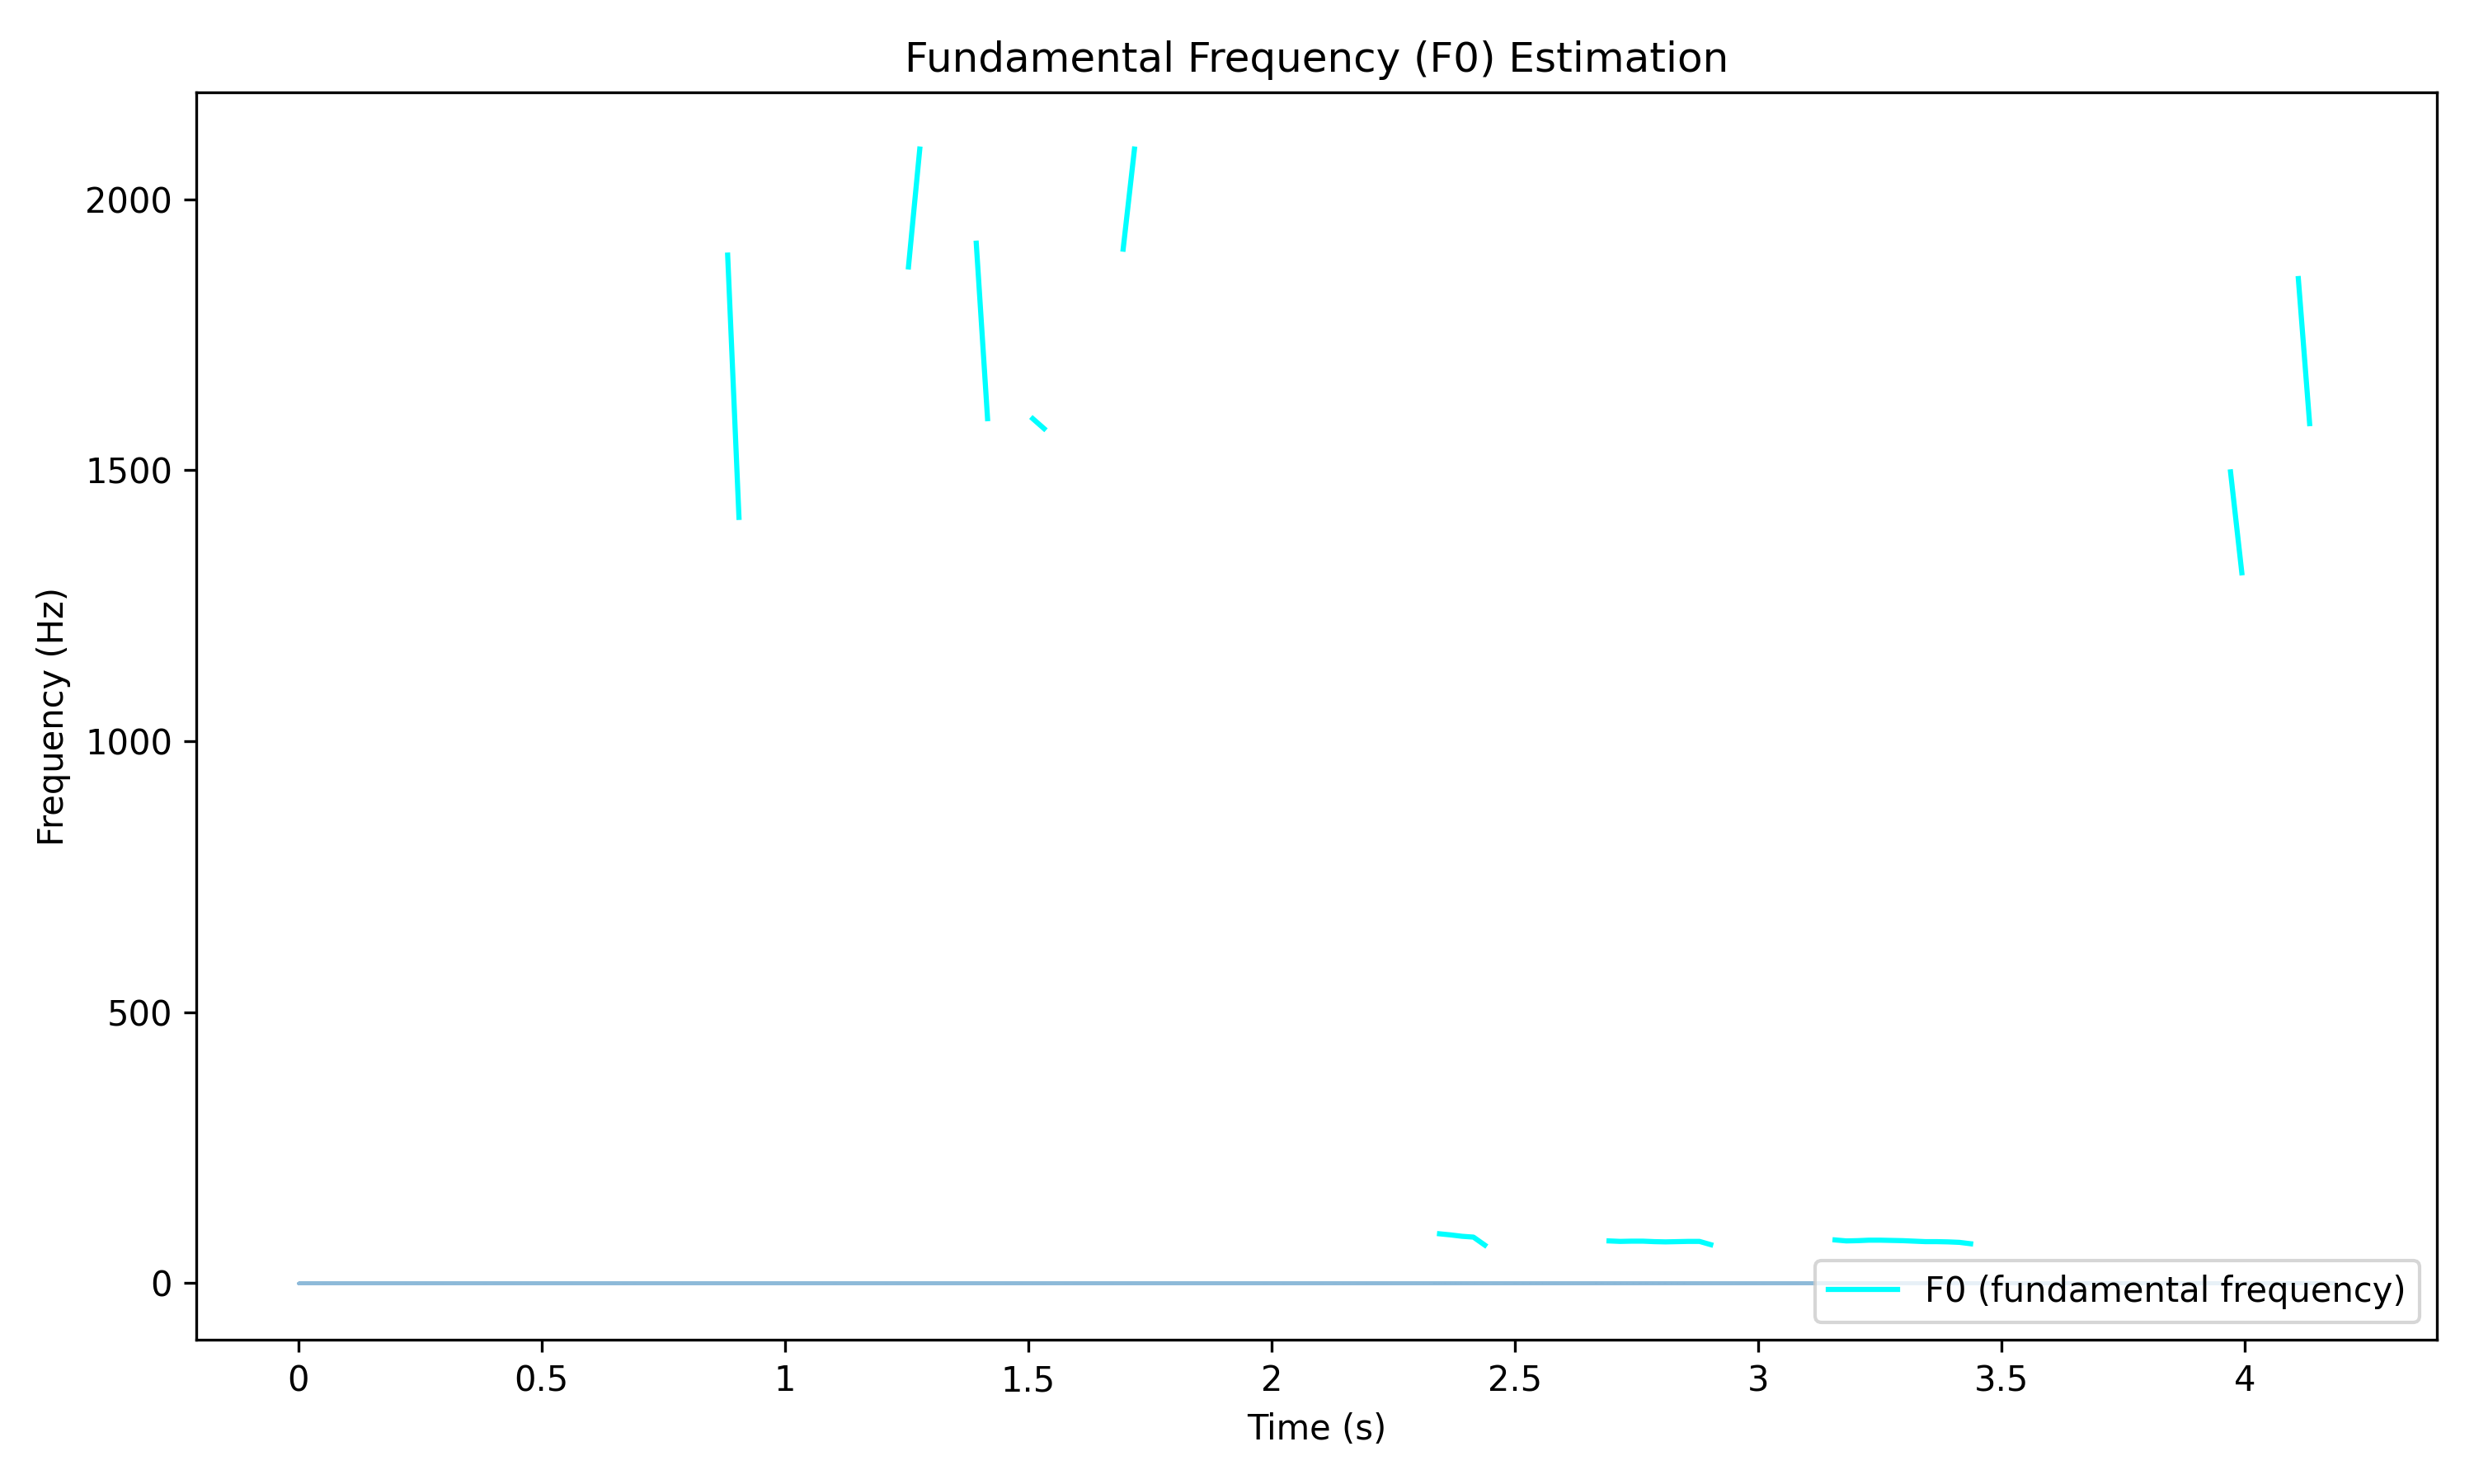 Fundamental Frequency (F0) Estimation
Frequency (Hz)
2000
1500
1000
500
0
F0 (fundamental frequency)
0 0.5 1 1.5 2 2.5 3 3.5 4
Time (s)